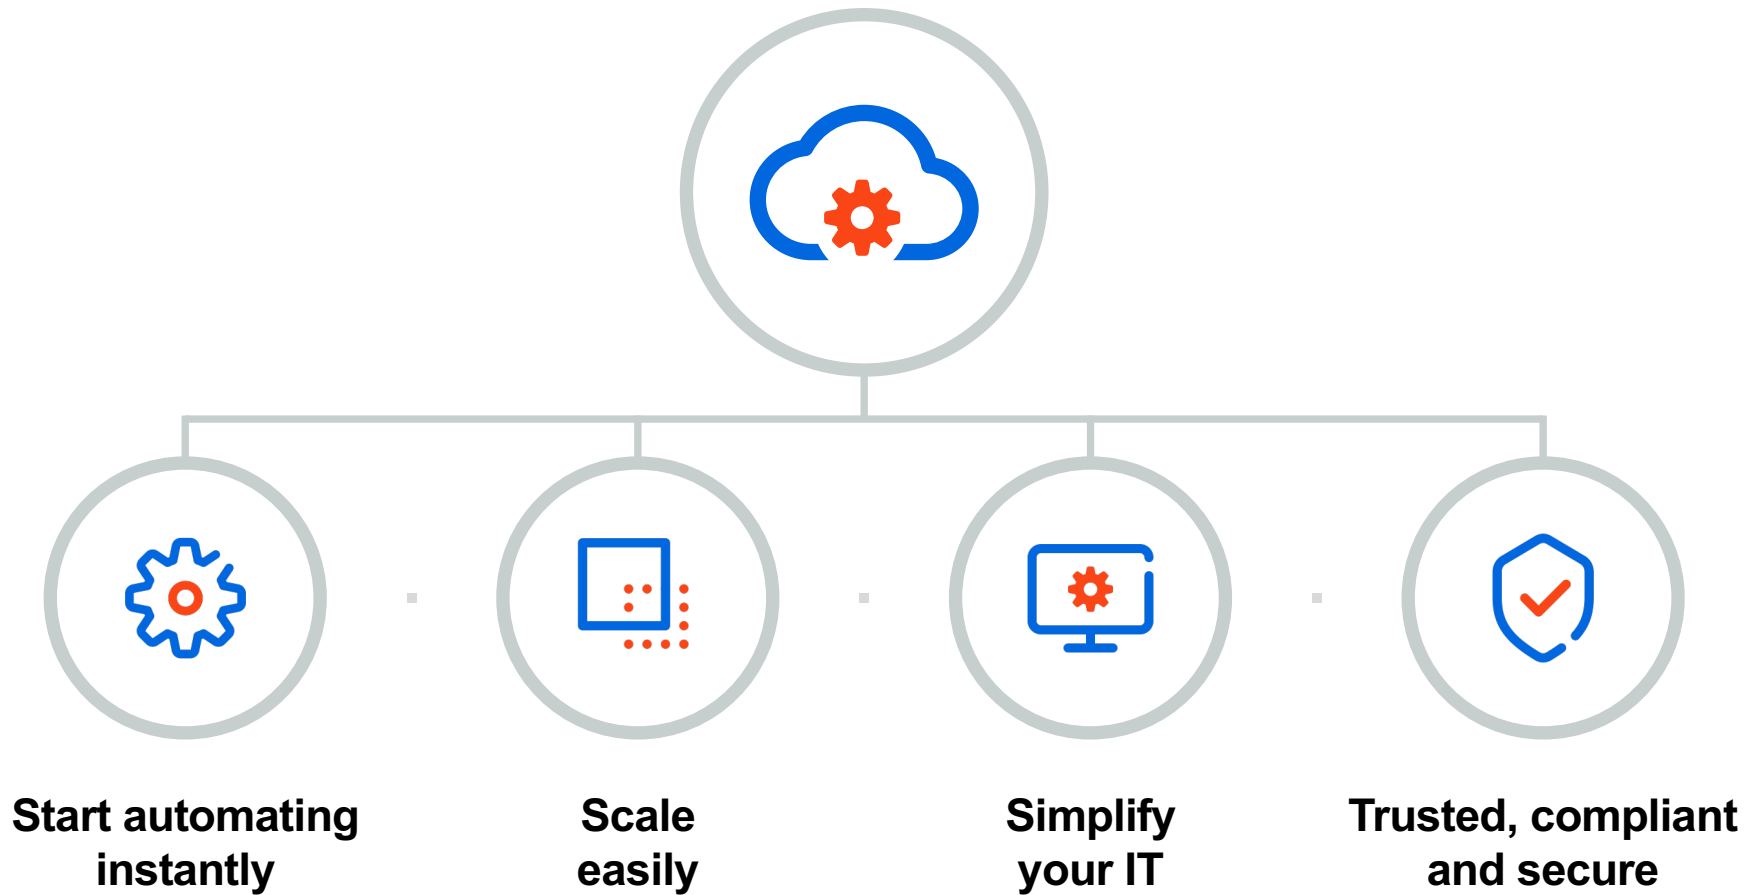 Start automating
instantly
Scale
easily
Simplify
your IT
Trusted, compliant
and secure